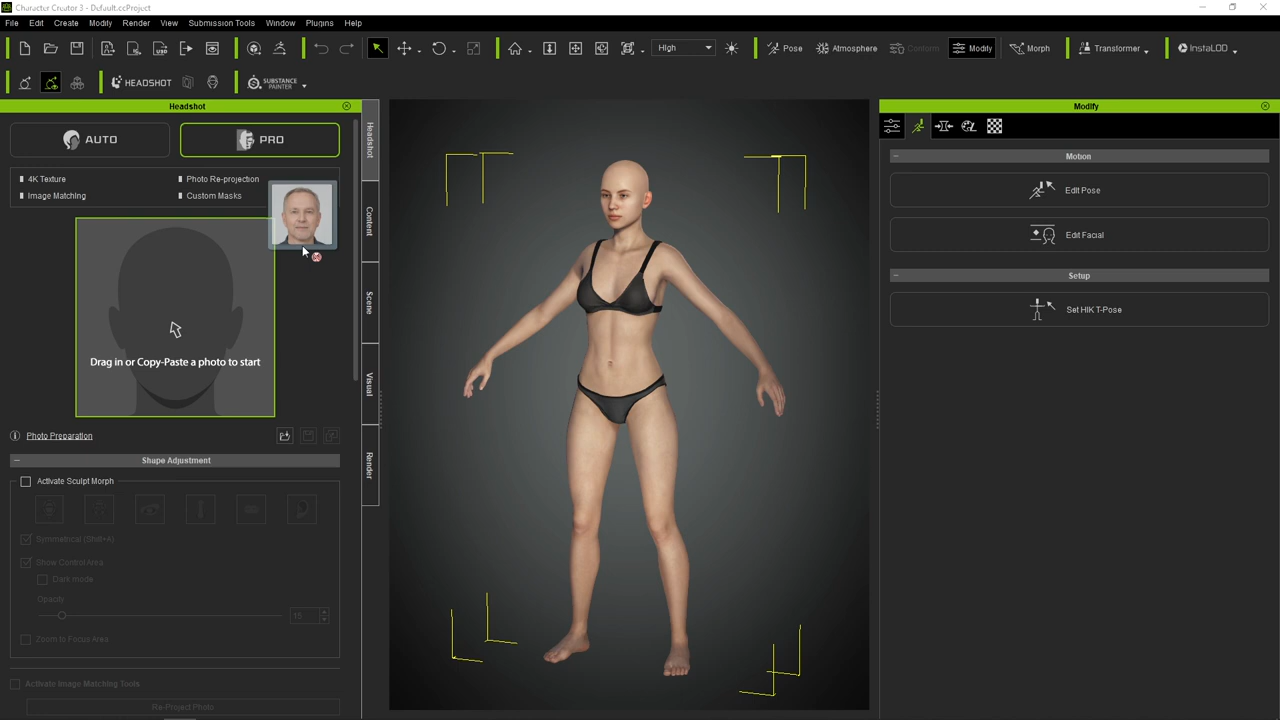 Character Creator 3 - Default.ccProject
File Edit Create Modify Render View Submission Tools Window Plugins Help
High Pose Atmosphere Conform Modify Morph Transformer InstaLOD
HEADSHOT SUBSTANCE PAINTER
Headshot
AUTO PRO
4K Texture Photo Re-projection
Image Matching Custom Masks
Drag in or Copy-Paste a photo to start
Photo Preparation
Shape Adjustment
Activate Sculpt Morph
Symmetrical (Shift+A)
Show Control Area
Dark mode
Opacity
15
Zoom to Focus Area
Activate Image Matching Tools
Re-Project Photo
Headshot
Content
Scene
Visual
Render
Modify
Motion
Edit Pose
Edit Facial
Setup
Set HIK T-Pose